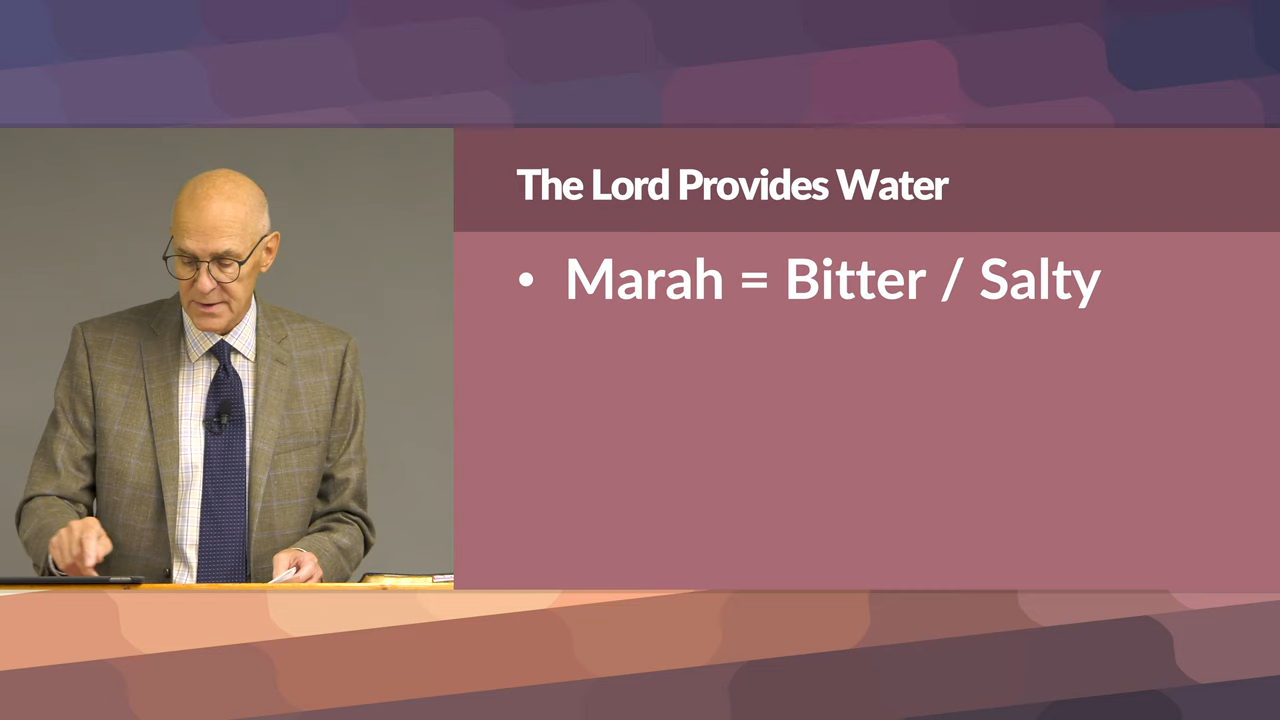 The Lord Provides Water
• Marah = Bitter / Salty